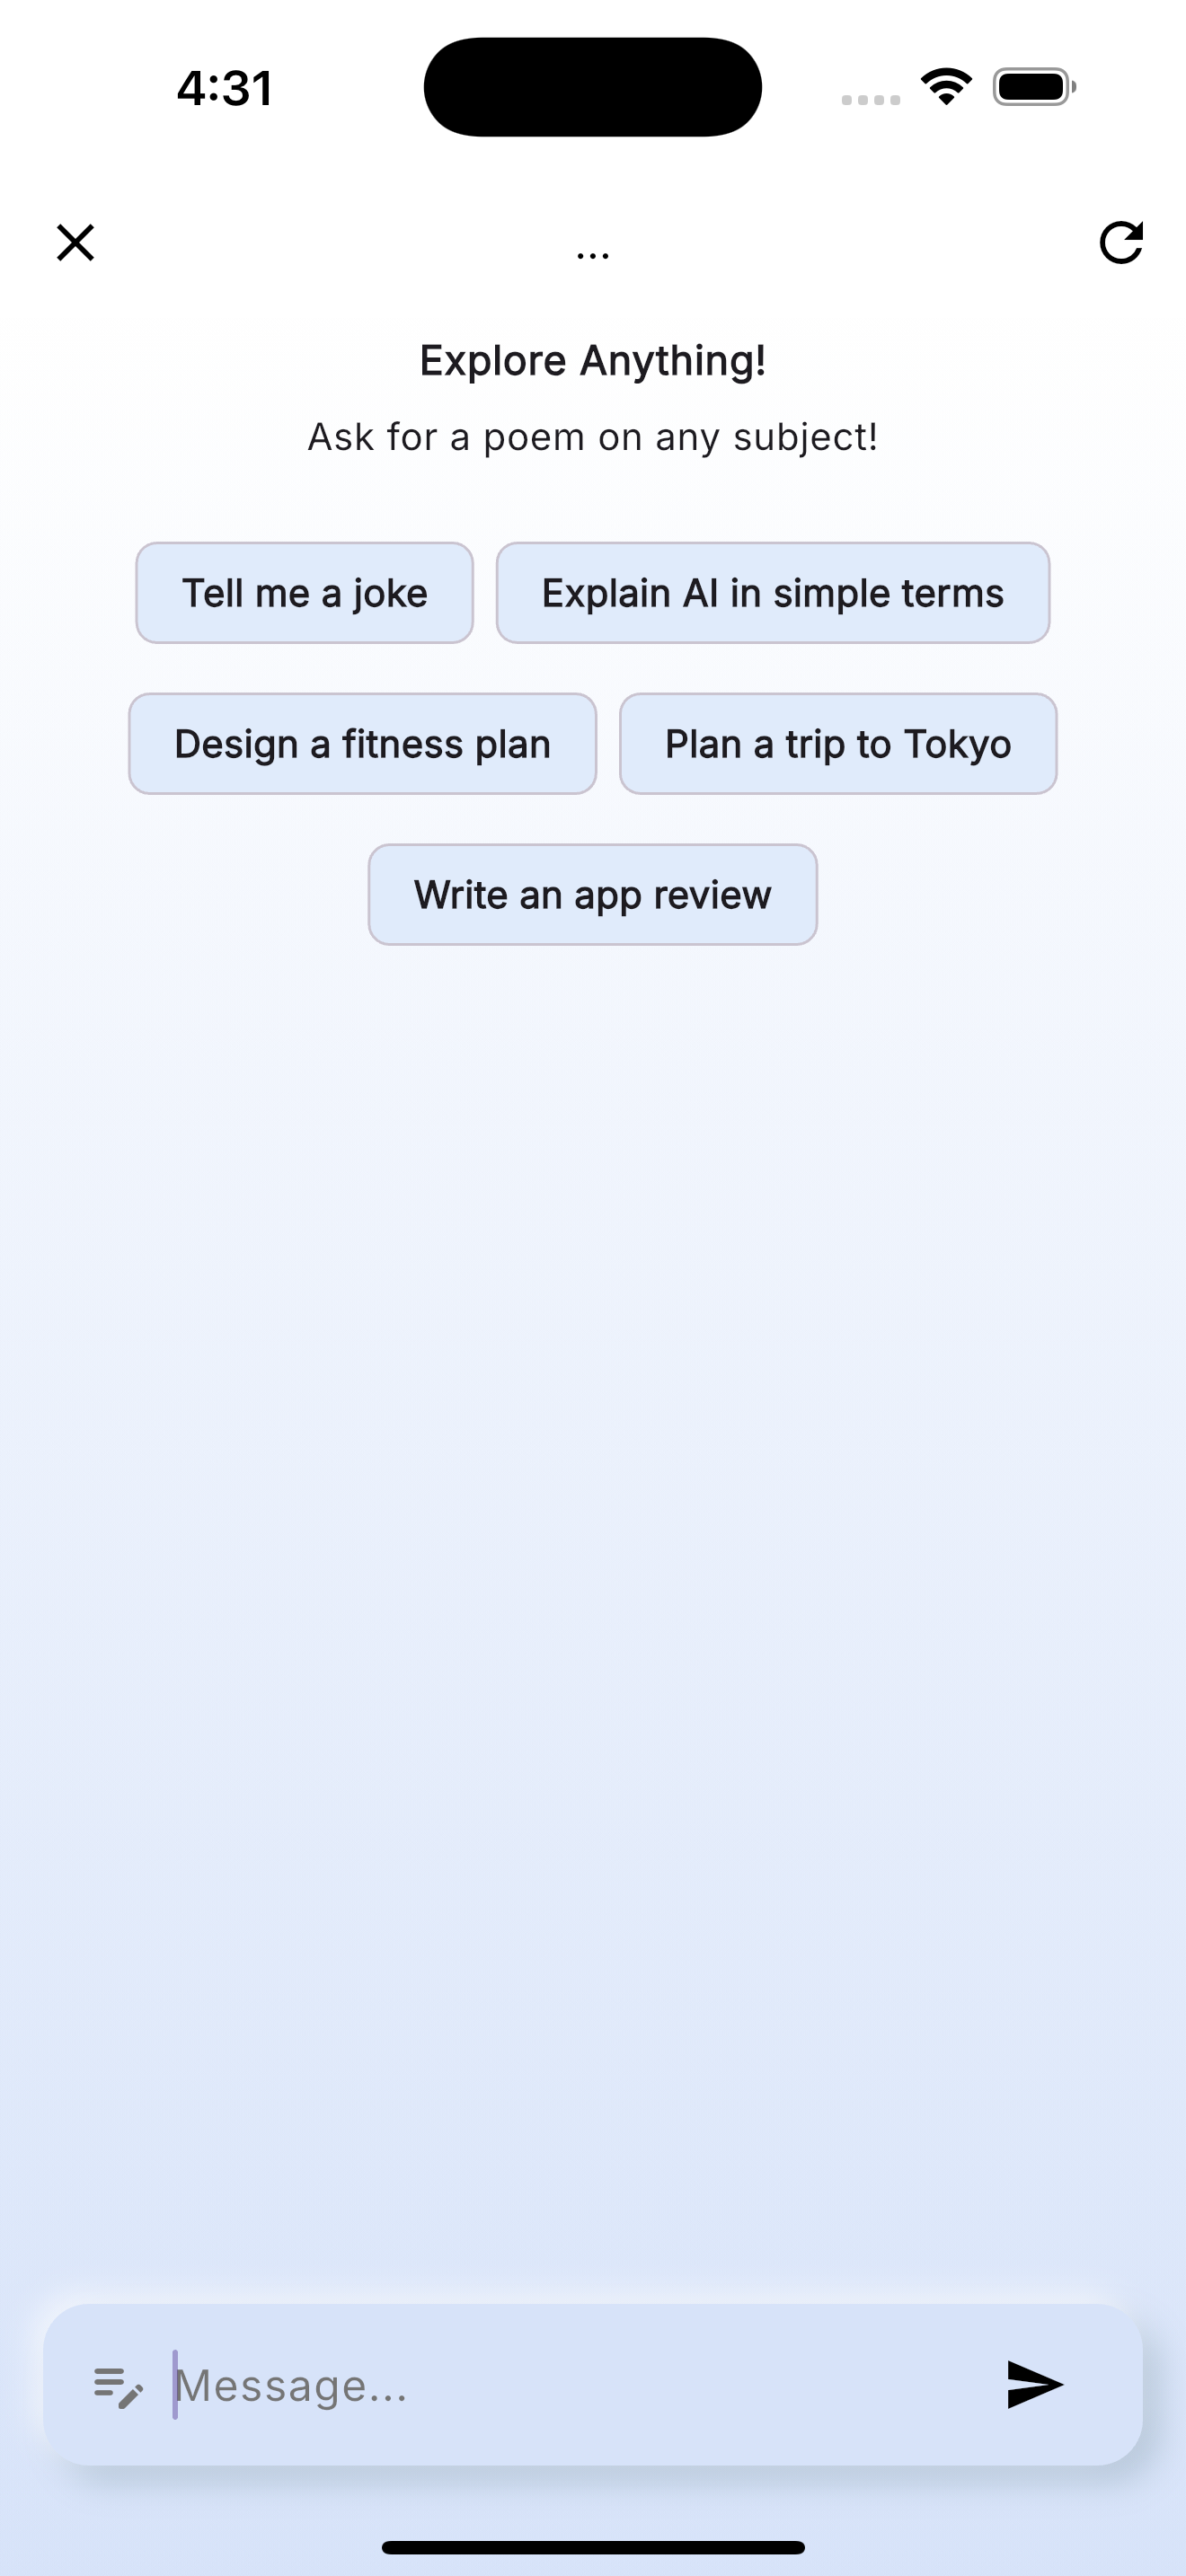 4:31
...
Explore Anything!
Ask for a poem on any subject!
Tell me a joke
Explain AI in simple terms
Design a fitness plan
Plan a trip to Tokyo
Write an app review
Message...